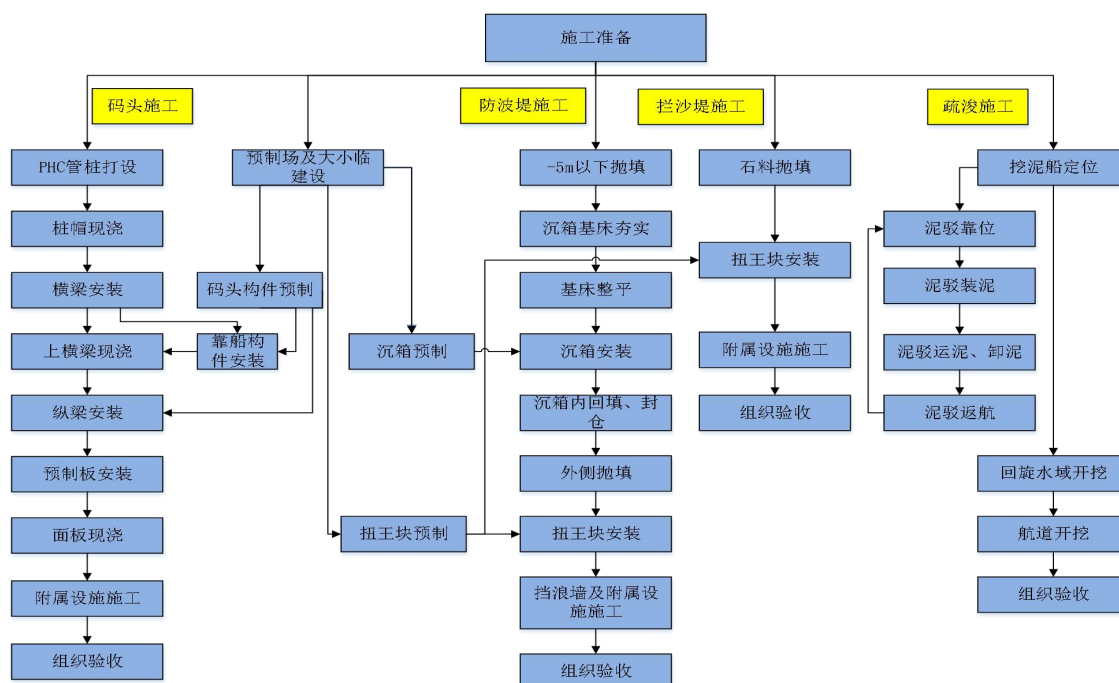 施工准备
码头施工
防波堤施工
拦沙堤施工
疏浚施工
PHC管桩打设
预制场及大小临
建设
-5m以下抛填
石料抛填
挖泥船定位
桩帽现浇
沉箱基床夯实
泥驳靠位
扭王块安装
横梁安装
码头构件预制
基床整平
泥驳装泥
上横梁现浇
靠船构
件安装
沉箱预制
沉箱安装
附属设施施工
泥驳运泥、卸泥
纵梁安装
沉箱内回填、封
仓
组织验收
泥驳返航
预制板安装
外侧抛填
回旋水域开挖
面板现浇
扭王块预制
扭王块安装
航道开挖
附属设施施工
挡浪墙及附属设
施施工
组织验收
组织验收
组织验收